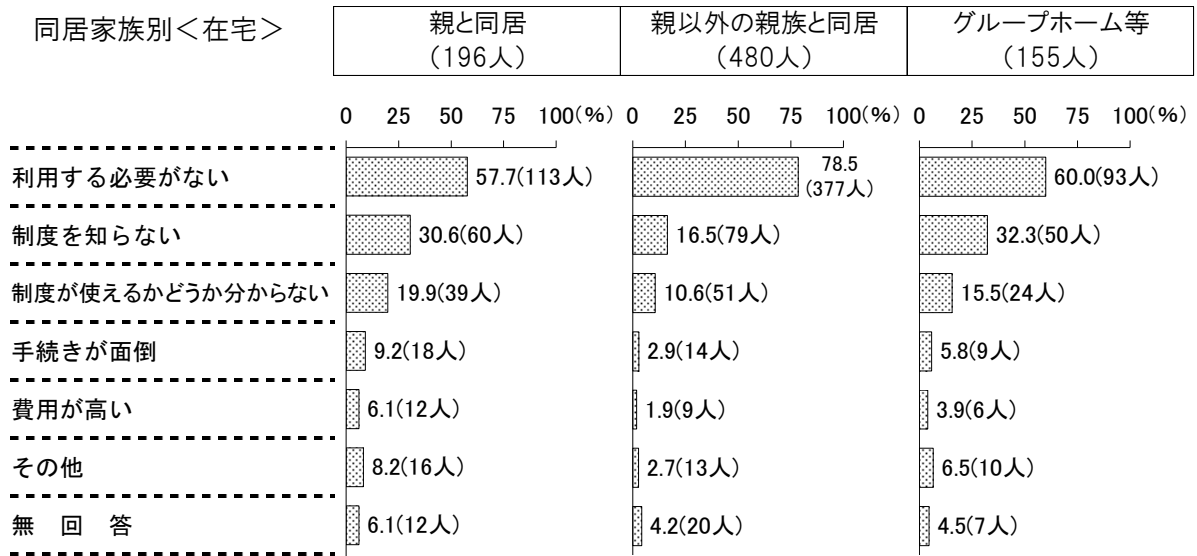 同居家族別＜在宅＞
親と同居
（196人）
親以外の親族と同居
（480人）
グループホーム等
（155人）
0 25 50 75 100(%)
0 25 50 75 100(%)
0 25 50 75 100(%)
利用する必要がない 57.7(113人) 78.5
(377人) 60.0(93人)
制度を知らない 30.6(60人) 16.5(79人) 32.3(50人)
制度が使えるかどうか分からない 19.9(39人) 10.6(51人) 15.5(24人)
手続きが面倒 9.2(18人) 2.9(14人) 5.8(9人)
費用が高い 6.1(12人) 1.9(9人) 3.9(6人)
その他 8.2(16人) 2.7(13人) 6.5(10人)
無　回　答 6.1(12人) 4.2(20人) 4.5(7人)